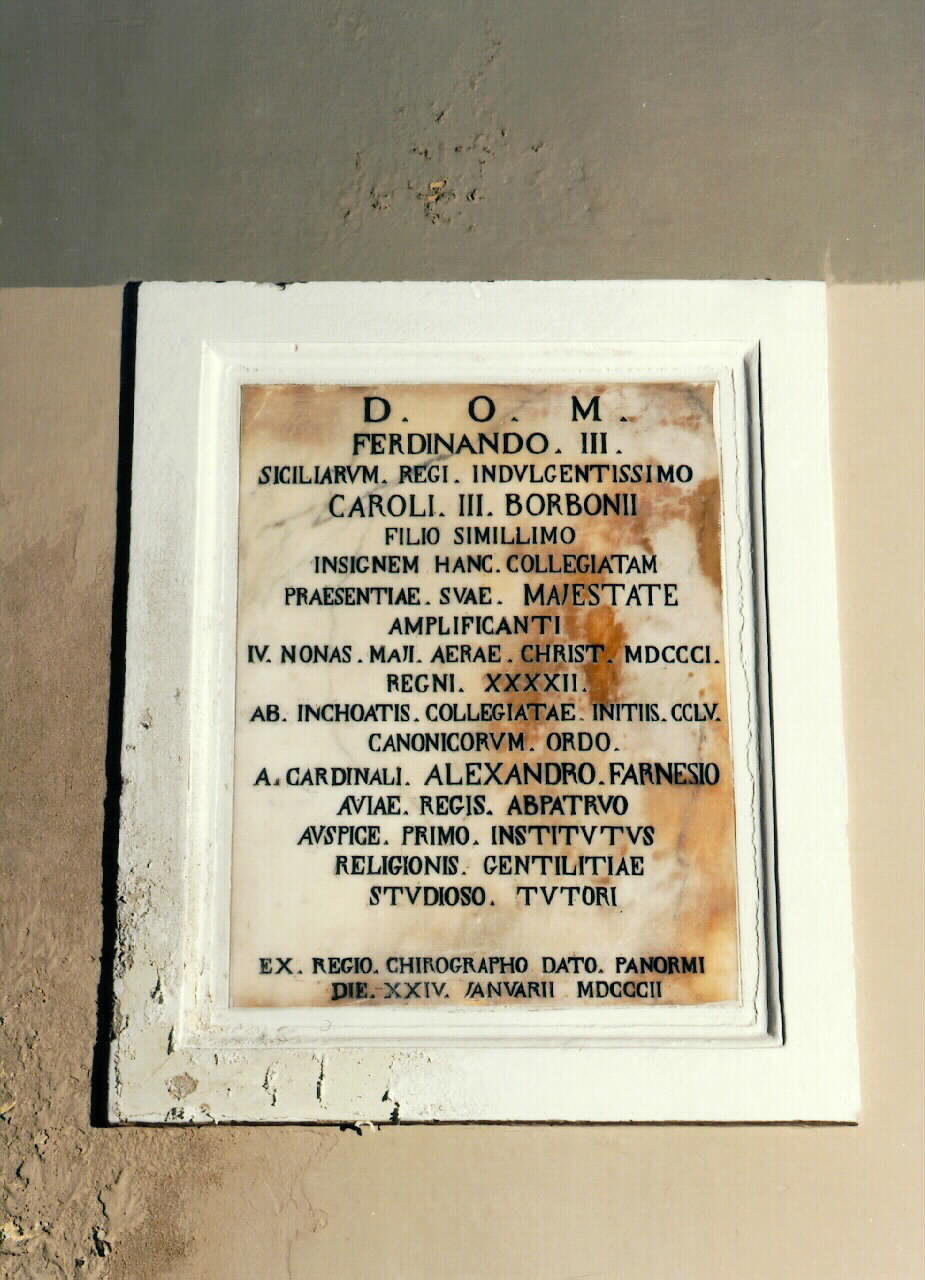 D. O. M.
FERDINANDO. III.
SICILIARVM. REGI. INDVLGENTISSIMO
CAROLI. III. BORBONII
FILIO SIMILLIMO
INSIGNEM HANC. COLLEGIATAM
PRAESENTIAE. SVAE. MAJESTATE
AMPLIFICANTI
IV. NONAS. MAJI. AERAE. CHRIST. MDCCCI.
REGNI. XXXXII.
AB. INCHOATIS. COLLEGIATAE. INITIIS. CCLV.
CANONICORVM. ORDO.
A. CARDINALI. ALEXANDRO. FARNESIO
AVIAE. REGIS. ABPATRVO
AVSPICE. PRIMO. INSTITVTVS
RELIGIONIS. GENTILITIAE
STVDIOSO. TVTORI
EX. REGIO. CHIROGRAPHO DATO. PANORMI
DIE. XXIV. JANVARII MDCCCII